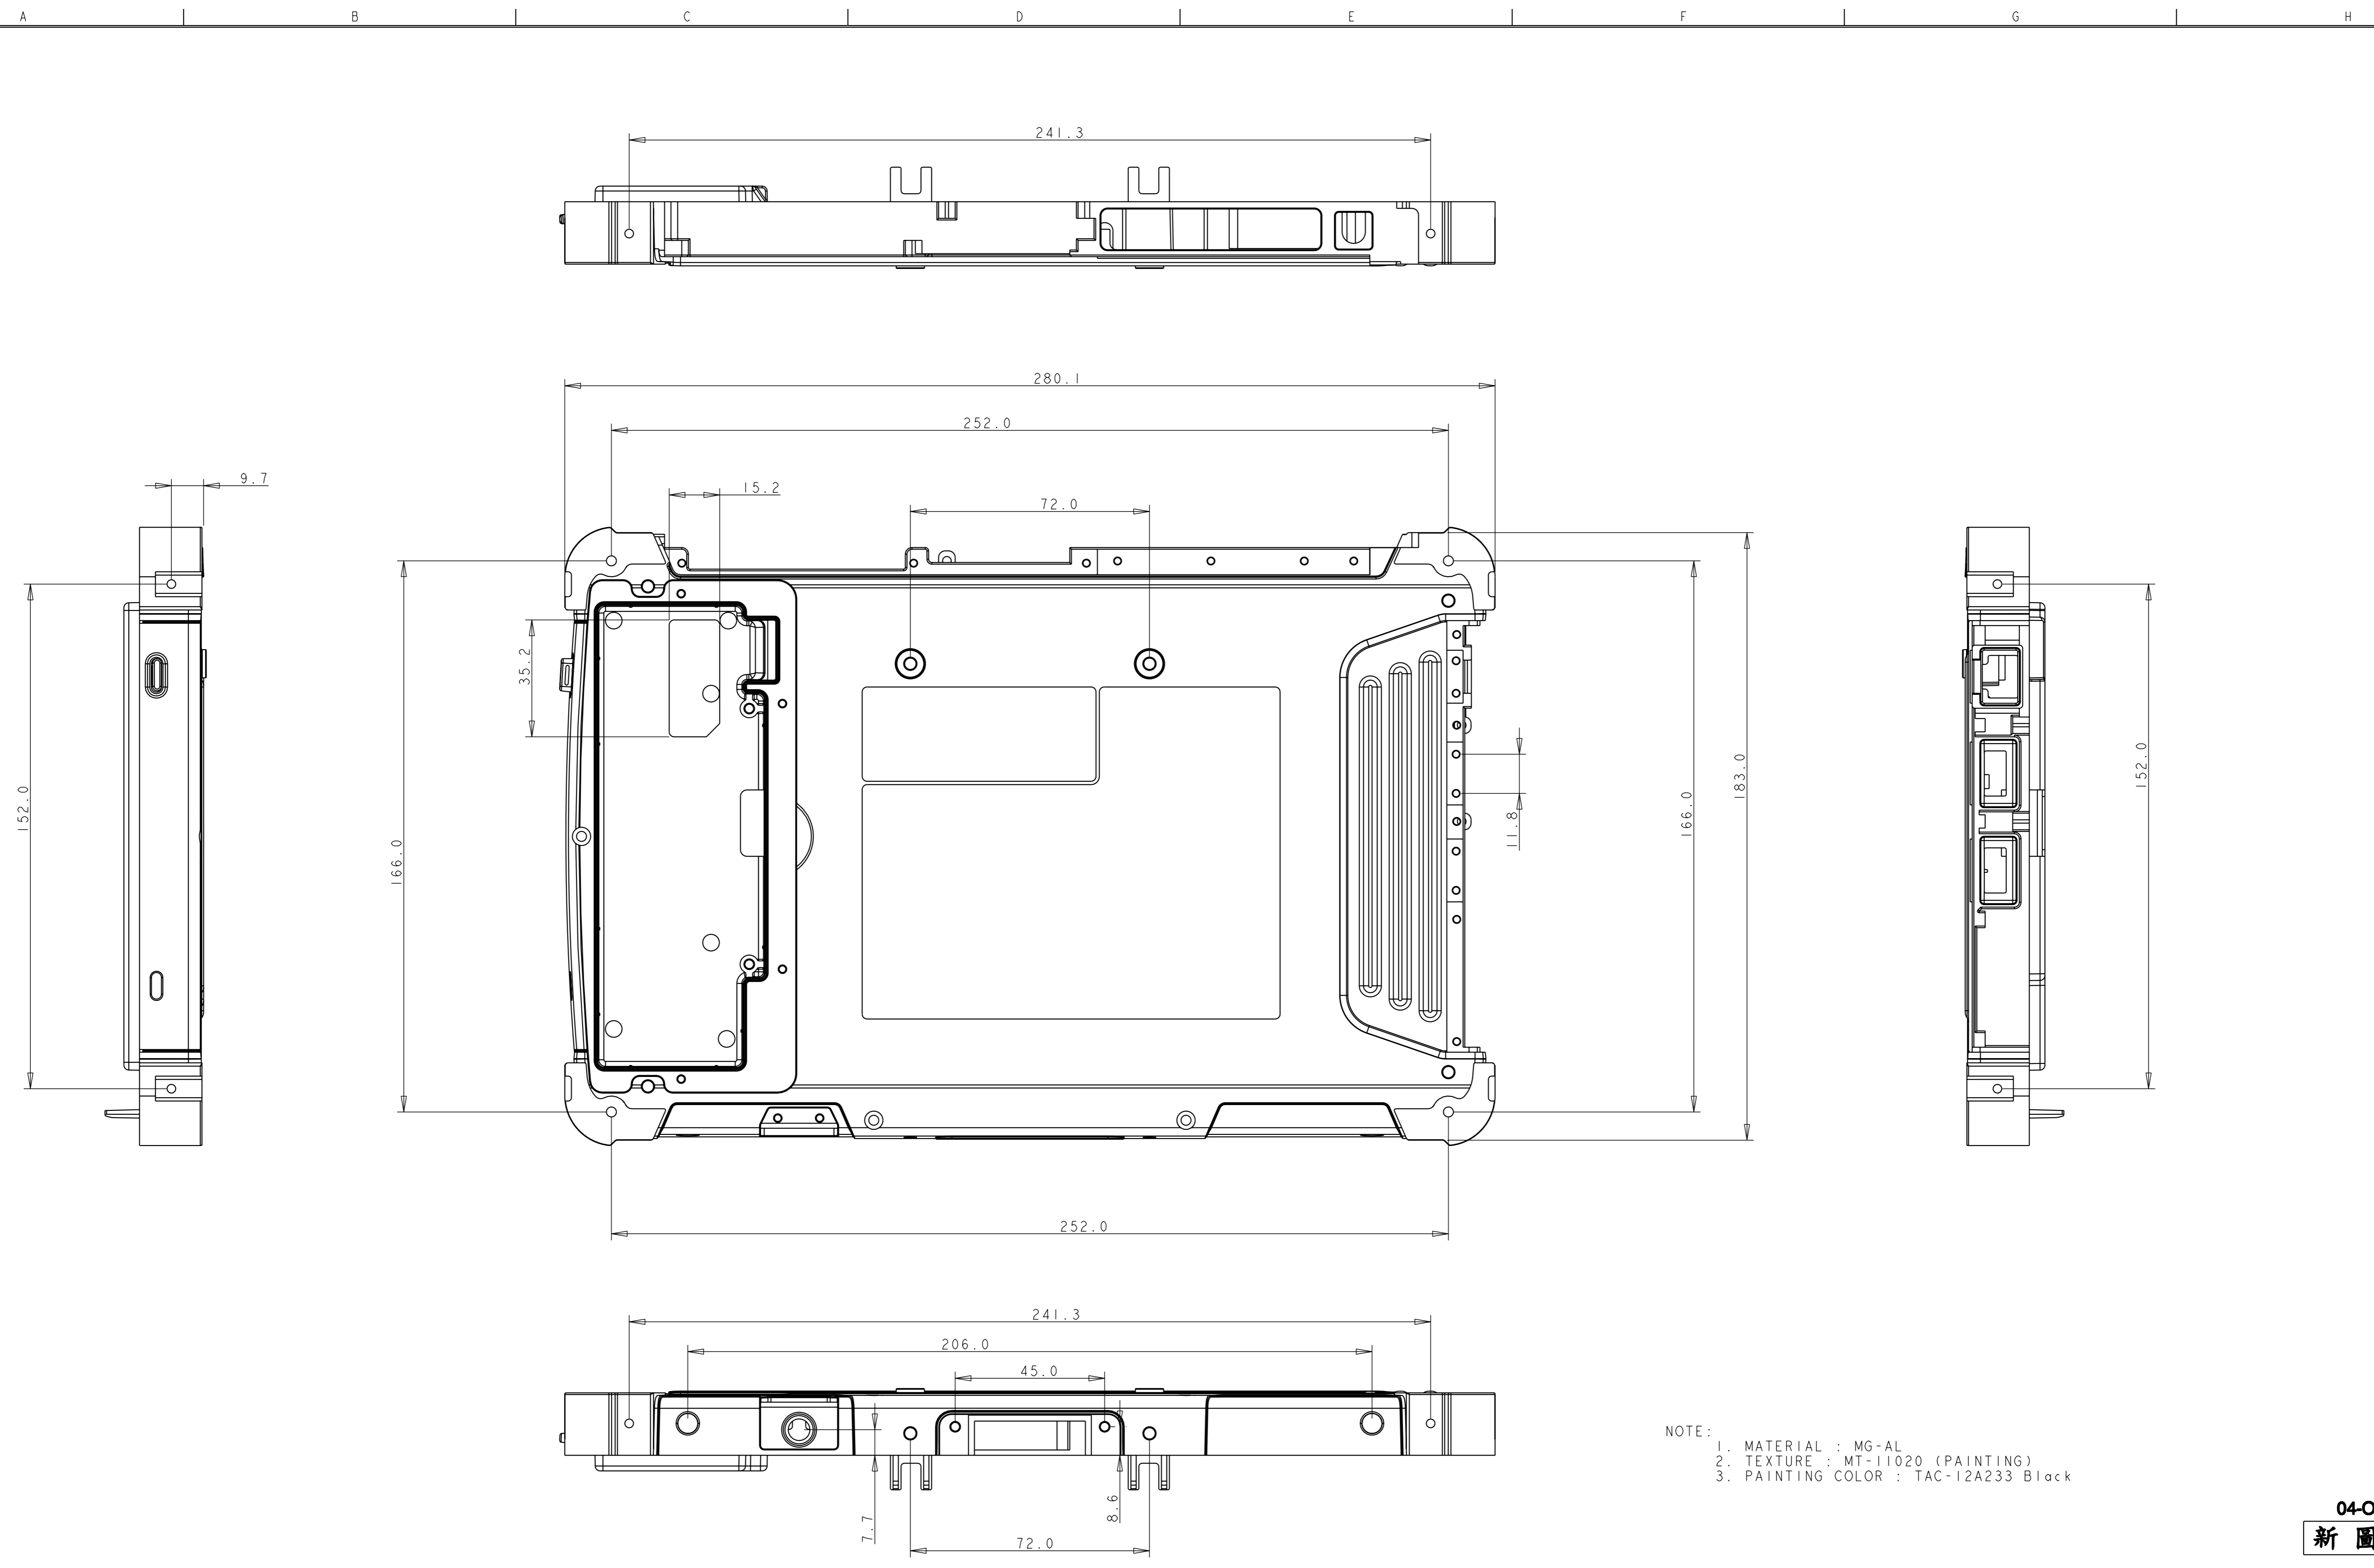 A B C D E F G H
241.3
280.1
252.0
9.7
15.2
72.0
35.2
152.0
166.0
11.8
166.0
183.0
152.0
252.0
241.3
206.0
45.0
7.7
8.6
72.0
NOTE:
1. MATERIAL : MG-AL
2. TEXTURE : MT-11020 (PAINTING)
3. PAINTING COLOR : TAC-12A233 Black
04-O
新 圖